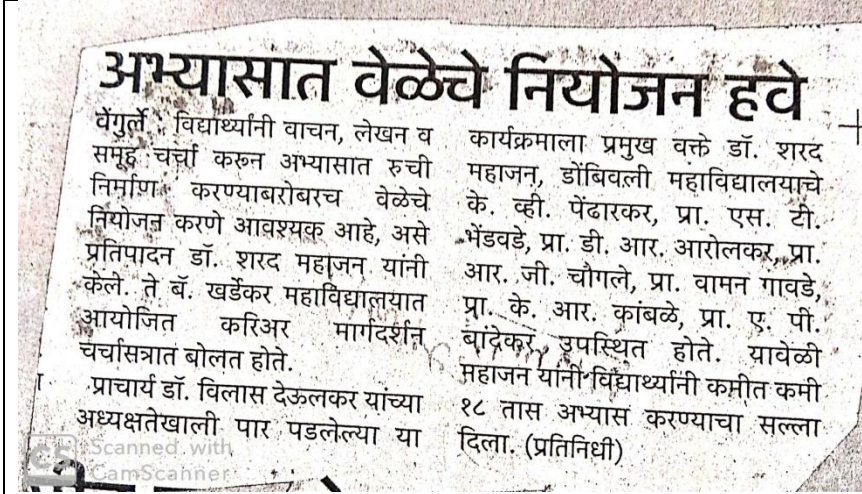 अभ्यासात वेळेचे नियोजन हवे
वेंगुर्ले : विद्यार्थ्यांनी वाचन, लेखन व
समूह चर्चा करून अभ्यासात रुची
निर्माण करण्याबरोबरच वेळेचे
नियोजन करणे आवश्यक आहे, असे
प्रतिपादन डॉ. शरद महाजन यांनी
केले. ते बॅ. खर्डेकर महाविद्यालयात
आयोजित करिअर मार्गदर्शन
चर्चासत्रात बोलत होते.
प्राचार्य डॉ. विलास देऊलकर यांच्या
अध्यक्षतेखाली पार पडलेल्या या
कार्यक्रमाला प्रमुख वक्ते डॉ. शरद
महाजन, डोंबिवली महाविद्यालयाचे
के. व्ही. पेंढारकर, प्रा. एस. टी.
भेंडवडे, प्रा. डी. आर. आरोलकर, प्रा.
आर. जी. चौगले, प्रा. वामन गावडे,
प्रा. के. आर. कांबळे, प्रा. ए. पी.
बांदेकर उपस्थित होते. यावेळी
महाजन यांनी विद्यार्थ्यांनी कमीत कमी
१८ तास अभ्यास करण्याचा सल्ला
दिला. (प्रतिनिधी)
CS Scanned with
CamScanner